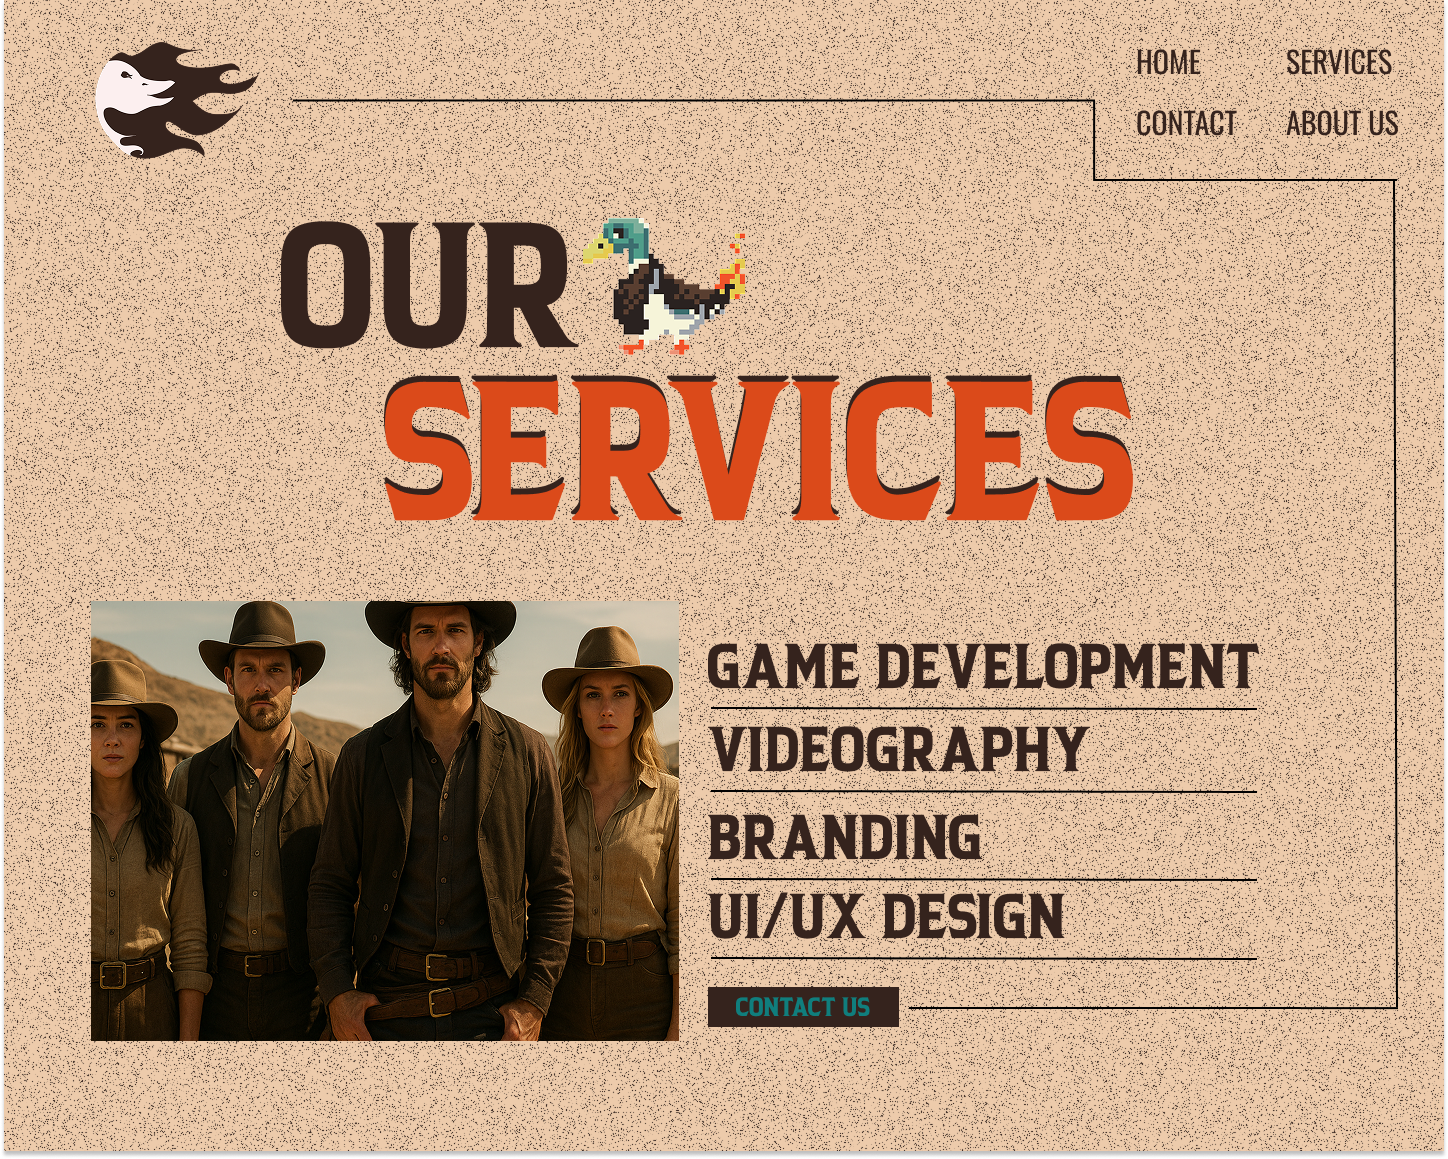 HOME
SERVICES
CONTACT
ABOUT US
OUR
SERVICES
GAME DEVELOPMENT
VIDEOGRAPHY
BRANDING
UI/UX DESIGN
CONTACT US